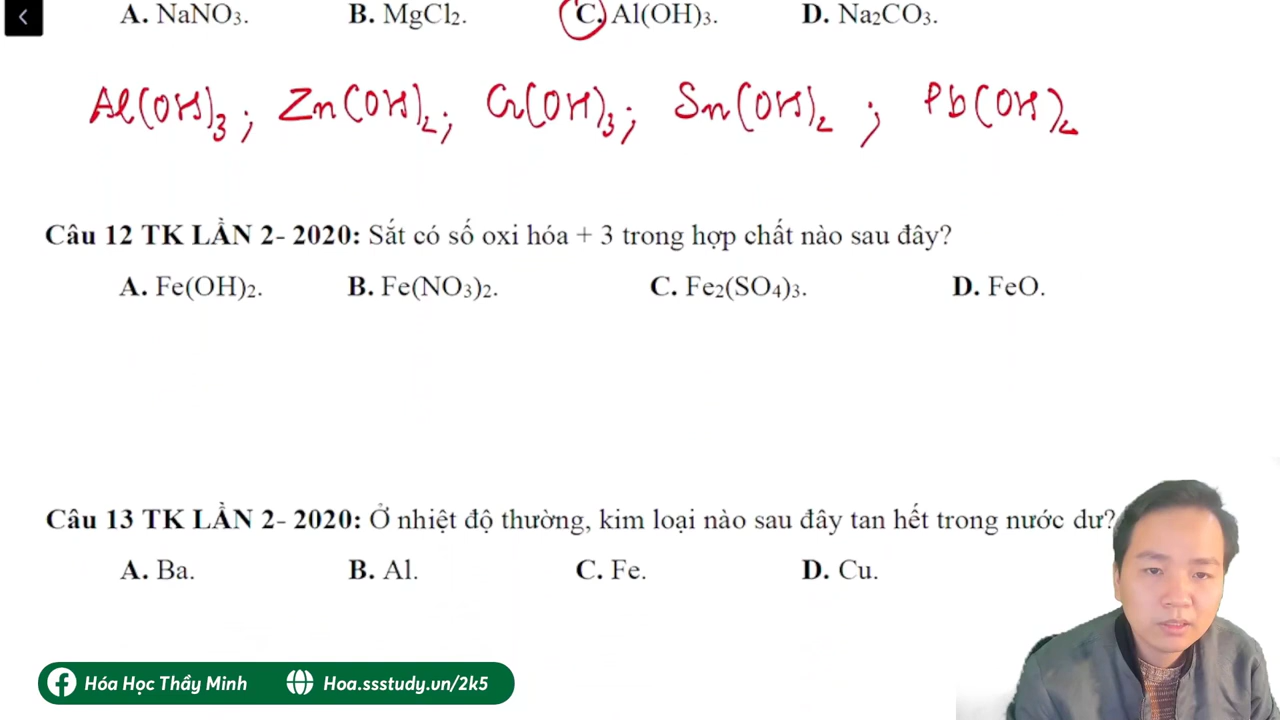 A. NaNO₃. B. MgCl₂. C. Al(OH)₃. D. Na₂CO₃.
Al(OH)₃; Zn(OH)₂; Cr(OH)₃; Sn(OH)₂; Pb(OH)₂
Câu 12 TK LẦN 2- 2020: Sắt có số oxi hóa + 3 trong hợp chất nào sau đây?
A. Fe(OH)₂. B. Fe(NO₃)₂. C. Fe₂(SO₄)₃. D. FeO.
Câu 13 TK LẦN 2- 2020: Ở nhiệt độ thường, kim loại nào sau đây tan hết trong nước dư?
A. Ba. B. Al. C. Fe. D. Cu.
Hóa Học Thầy Minh Hoa.ssstudy.vn/2k5